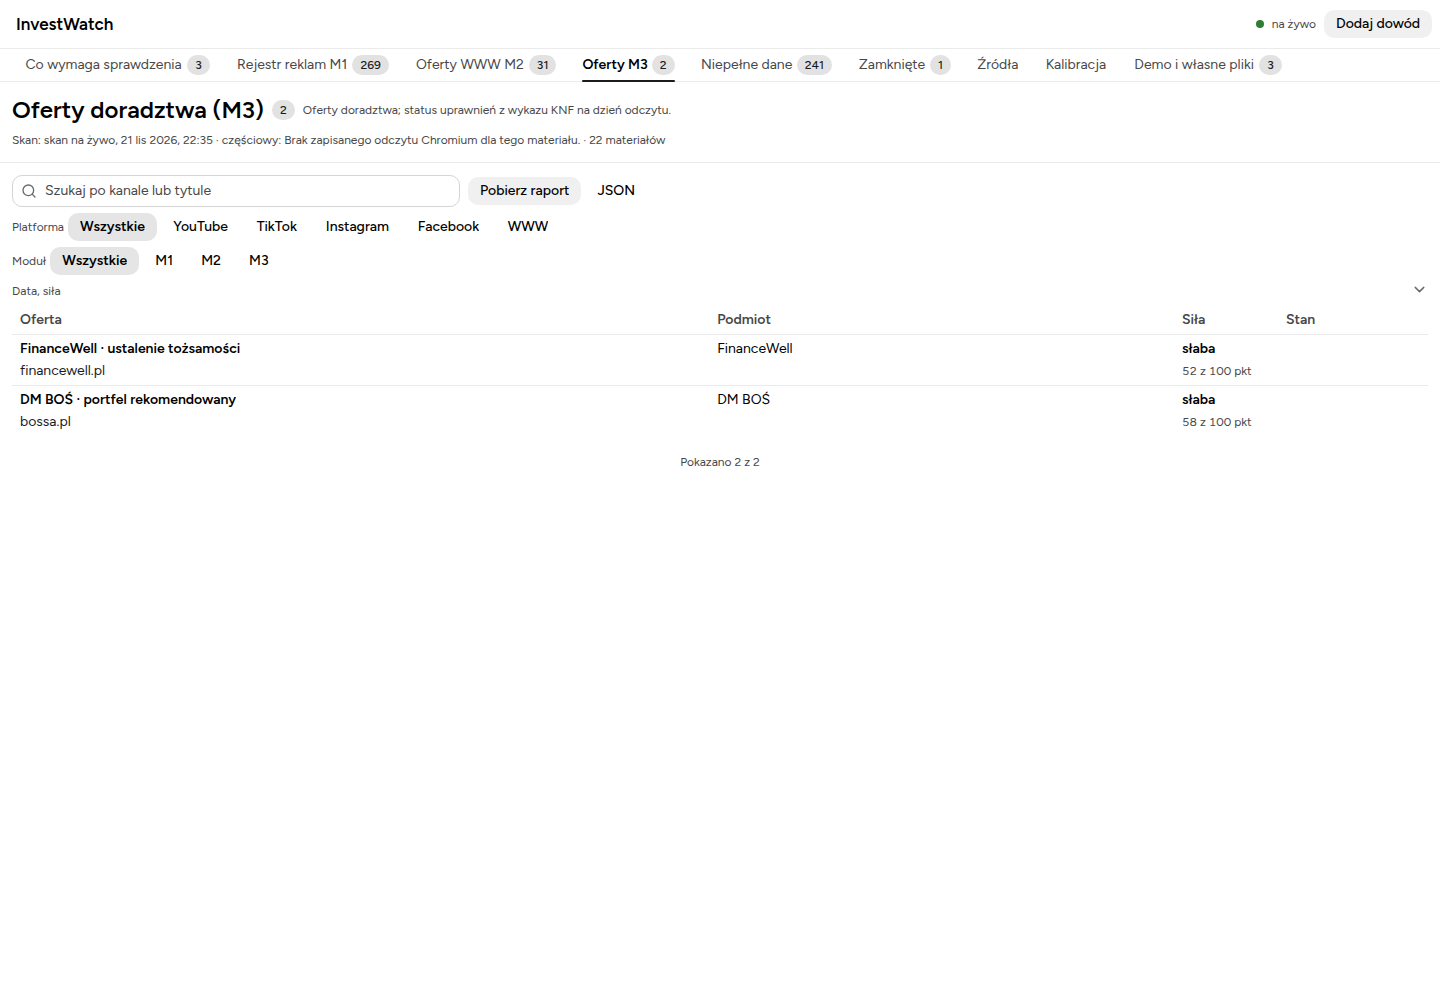 InvestWatch
na żywo
Dodaj dowód
Co wymaga sprawdzenia 3
Rejestr reklam M1 269
Oferty WWW M2 31
Oferty M3 2
Niepełne dane 241
Zamknięte 1
Źródła
Kalibracja
Demo i własne pliki 3
Oferty doradztwa (M3) 2 Oferty doradztwa; status uprawnień z wykazu KNF na dzień odczytu.
Skan: skan na żywo, 21 lis 2026, 22:35 · częściowy: Brak zapisanego odczytu Chromium dla tego materiału. · 22 materiałów
Szukaj po kanale lub tytule
Pobierz raport
JSON
Platforma Wszystkie YouTube TikTok Instagram Facebook WWW
Moduł Wszystkie M1 M2 M3
Data, siła
Oferta Podmiot Siła Stan
FinanceWell · ustalenie tożsamości FinanceWell słaba
financewell.pl 52 z 100 pkt
DM BOŚ · portfel rekomendowany DM BOŚ słaba
bossa.pl 58 z 100 pkt
Pokazano 2 z 2